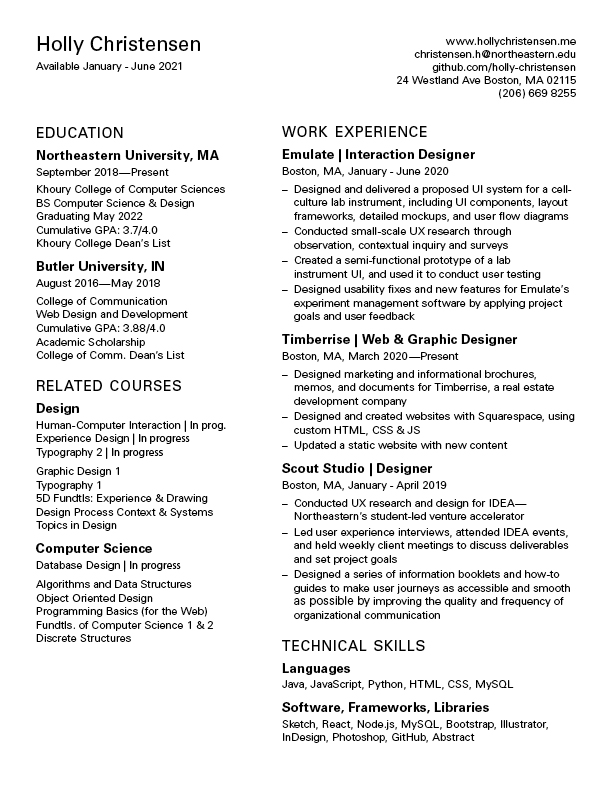 Holly Christensen
Available January - June 2021
www.hollychristensen.me
christensen.h@northeastern.edu
github.com/holly-christensen
24 Westland Ave Boston, MA 02115
(206) 669 8255
EDUCATION
Northeastern University, MA
September 2018—Present
Khoury College of Computer Sciences
BS Computer Science & Design
Graduating May 2022
Cumulative GPA: 3.7/4.0
Khoury College Dean's List
Butler University, IN
August 2016—May 2018
College of Communication
Web Design and Development
Cumulative GPA: 3.88/4.0
Academic Scholarship
College of Comm. Dean's List
RELATED COURSES
Design
Human-Computer Interaction | In prog.
Experience Design | In progress
Typography 2 | In progress
Graphic Design 1
Typography 1
5D Fundtls: Experience & Drawing
Design Process Context & Systems
Topics in Design
Computer Science
Database Design | In progress
Algorithms and Data Structures
Object Oriented Design
Programming Basics (for the Web)
Fundtls. of Computer Science 1 & 2
Discrete Structures
WORK EXPERIENCE
Emulate | Interaction Designer
Boston, MA, January - June 2020
– Designed and delivered a proposed UI system for a cell-
culture lab instrument, including UI components, layout
frameworks, detailed mockups, and user flow diagrams
– Conducted small-scale UX research through
observation, contextual inquiry and surveys
– Created a semi-functional prototype of a lab
instrument UI, and used it to conduct user testing
– Designed usability fixes and new features for Emulate's
experiment management software by applying project
goals and user feedback
Timberrise | Web & Graphic Designer
Boston, MA, March 2020—Present
– Designed marketing and informational brochures,
memos, and documents for Timberrise, a real estate
development company
– Designed and created websites with Squarespace, using
custom HTML, CSS & JS
– Updated a static website with new content
Scout Studio | Designer
Boston, MA, January - April 2019
– Conducted UX research and design for IDEA—
Northeastern's student-led venture accelerator
– Led user experience interviews, attended IDEA events,
and held weekly client meetings to discuss deliverables
and set project goals
– Designed a series of information booklets and how-to
guides to make user journeys as accessible and smooth
as possible by improving the quality and frequency of
organizational communication
TECHNICAL SKILLS
Languages
Java, JavaScript, Python, HTML, CSS, MySQL
Software, Frameworks, Libraries
Sketch, React, Node.js, MySQL, Bootstrap, Illustrator,
InDesign, Photoshop, GitHub, Abstract